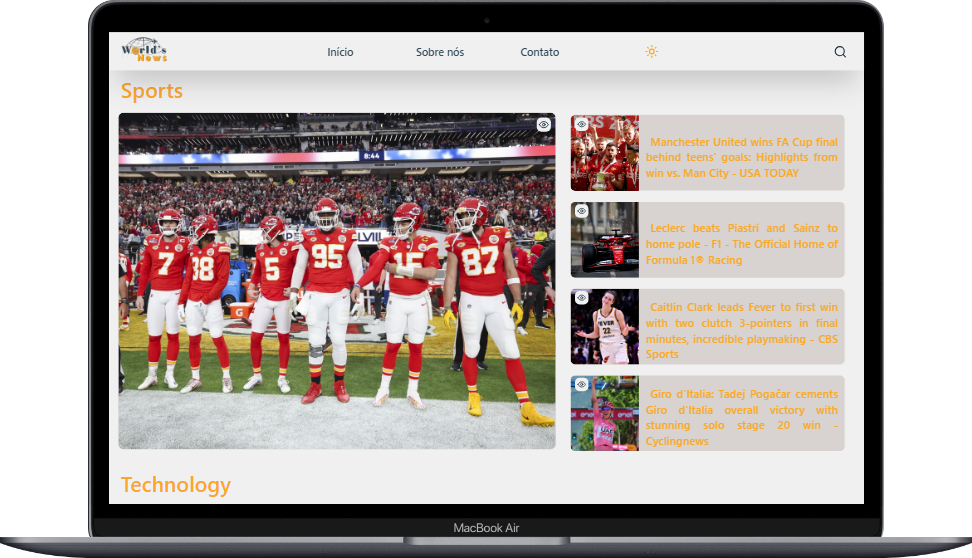 World's
News
Início
Sobre nós
Contato
Sports
8:44
LVIII
7
38
5
95
15
87
G
Manchester United wins FA Cup final
behind teens' goals: Highlights from
win vs. Man City - USA TODAY
Leclerc beats Piastri and Sainz to
home pole - F1 - The Official Home of
Formula 1® Racing
FEVER
22
Caitlin Clark leads Fever to first win
with two clutch 3-pointers in final
minutes, incredible playmaking - CBS
Sports
Giro d'Italia: Tadej Pogačar cements
Giro d'Italia overall victory with
stunning solo stage 20 win -
Cyclingnews
Technology
MacBook Air